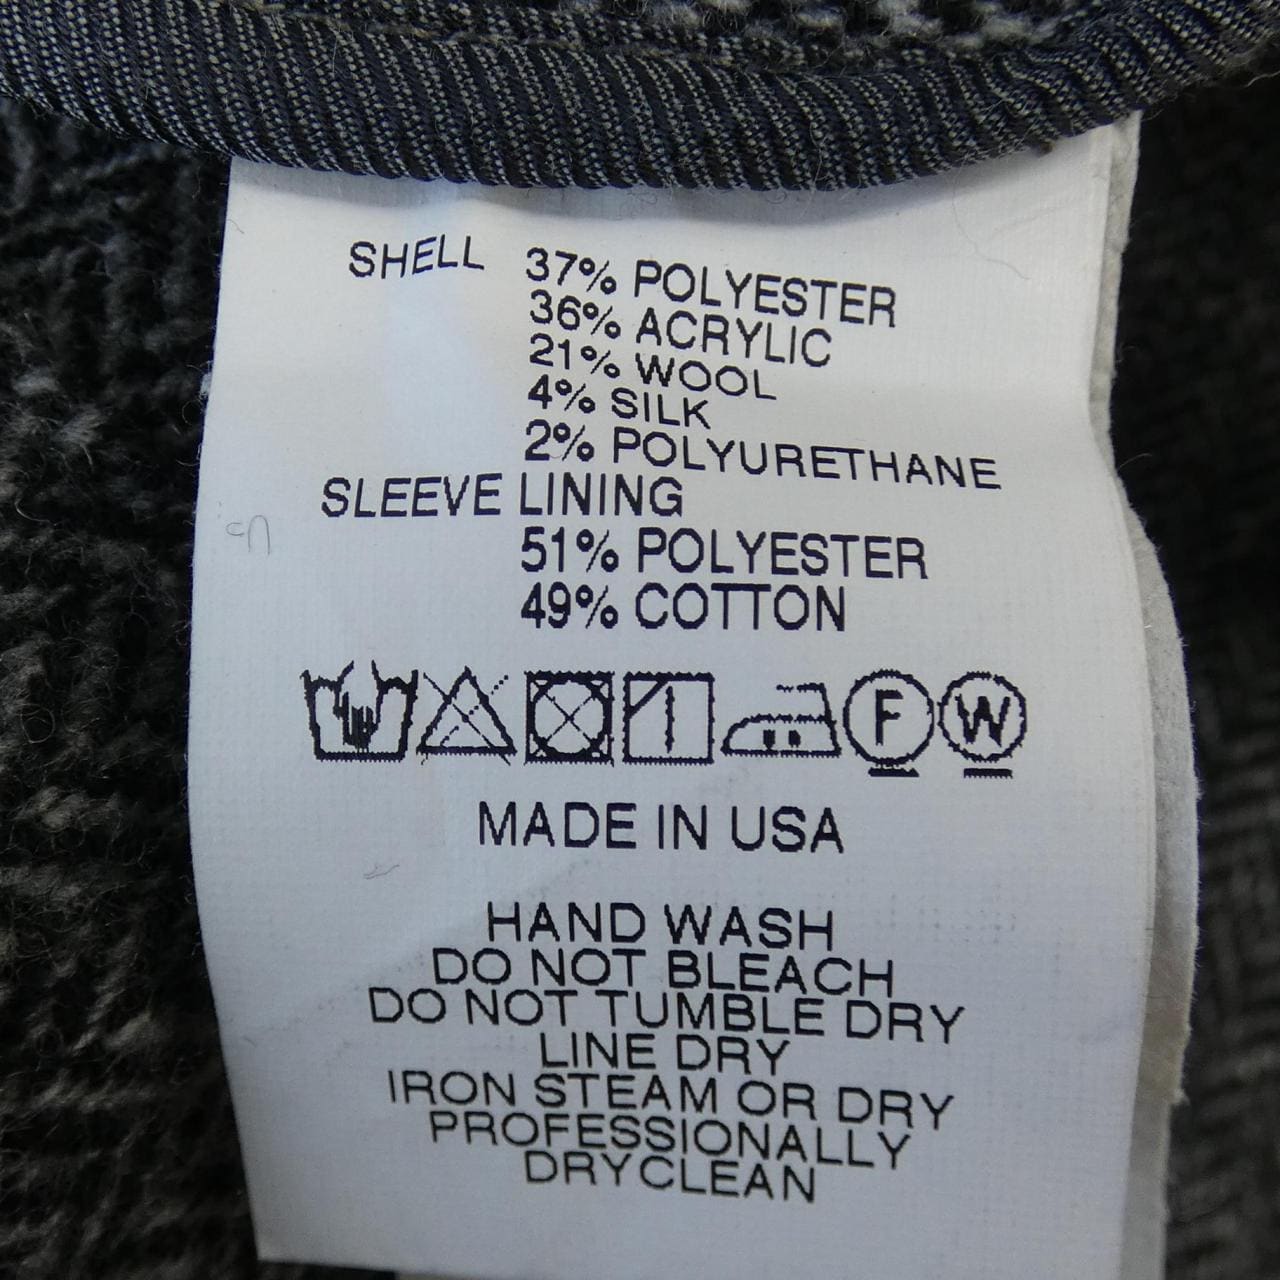 SHELL 37% POLYESTER
36% ACRYLIC
21% WOOL
4% SILK
2% POLYURETHANE
SLEEVE LINING
51% POLYESTER
49% COTTON
F W
MADE IN USA
HAND WASH
DO NOT BLEACH
DO NOT TUMBLE DRY
LINE DRY
IRON STEAM OR DRY
PROFESSIONALLY
DRYCLEAN